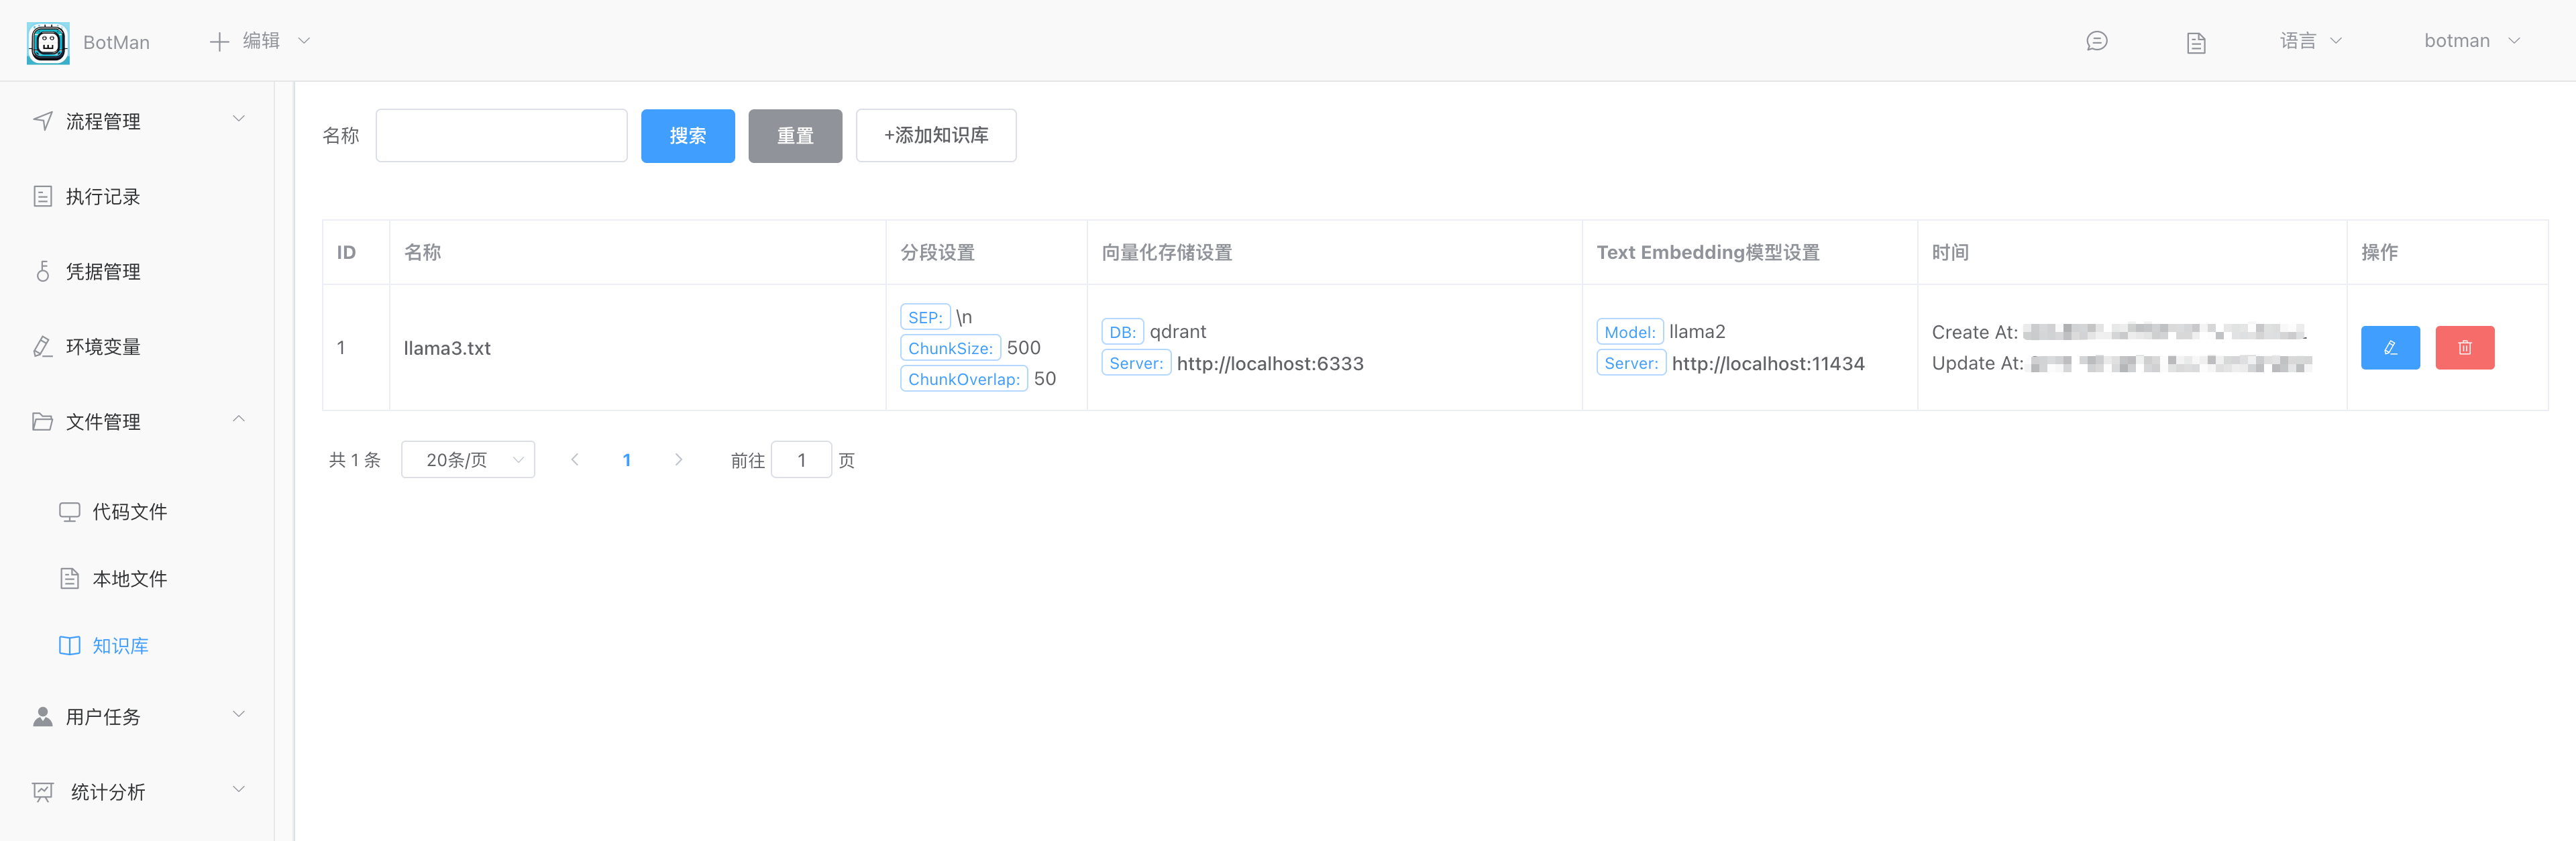 BotMan
编辑
语言
botman
流程管理
执行记录
凭据管理
环境变量
文件管理
代码文件
本地文件
知识库
用户任务
统计分析
名称
搜索
重置
+添加知识库
ID 名称 分段设置 向量化存储设置 Text Embedding模型设置 时间 操作
1
llama3.txt
SEP: \n
ChunkSize: 500
ChunkOverlap: 50
DB: qdrant
Server: http://localhost:6333
Model: llama2
Server: http://localhost:11434
Create At:
Update At:
共 1 条 20条/页 1 前往 1 页